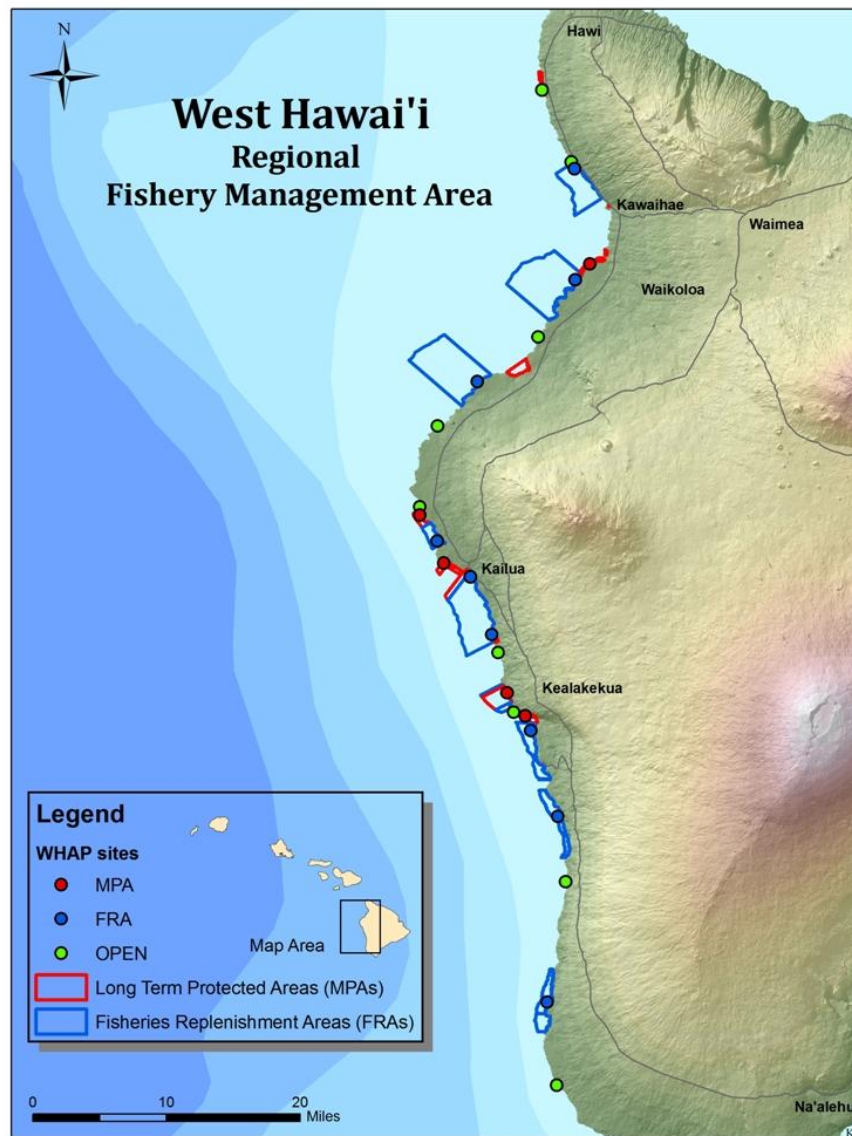 N
West Hawai'i
Regional
Fishery Management Area
Hawi
Kawaihae
Waimea
Waikoloa
Kailua
Kealakekua
Legend
WHAP sites
MPA
FRA
OPEN
Map Area
Long Term Protected Areas (MPAs)
Fisheries Replenishment Areas (FRAs)
0 10 20
Miles
Na'alehu
K